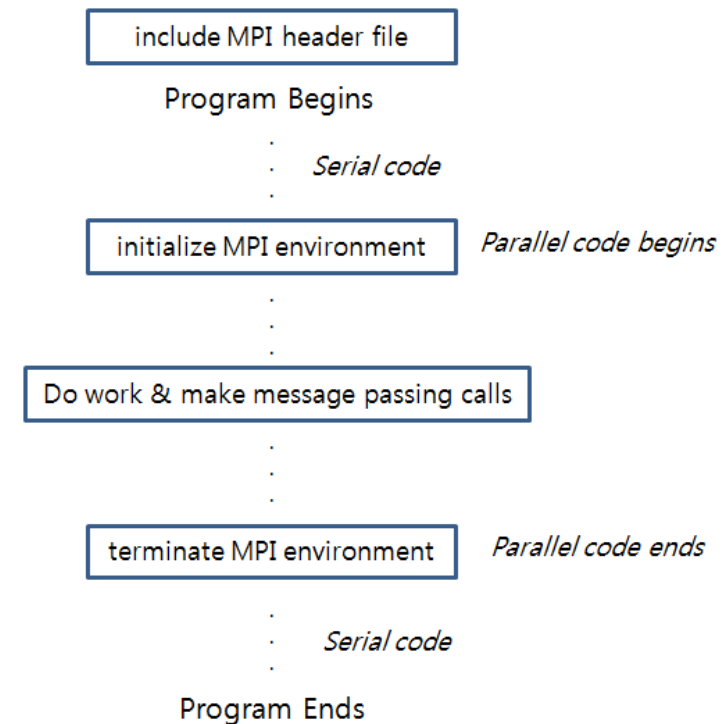 include MPI header file
Program Begins
Serial code
initialize MPI environment
Parallel code begins
Do work & make message passing calls
terminate MPI environment
Parallel code ends
Serial code
Program Ends